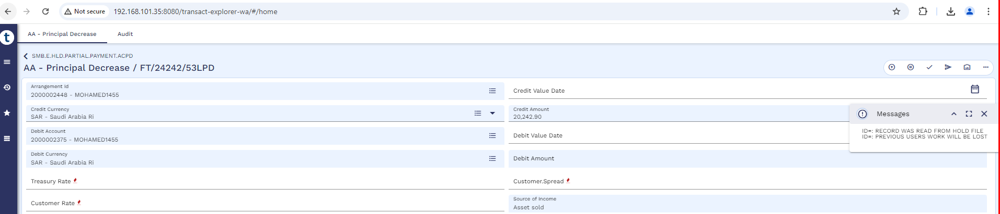 Not secure 192.168.101.35:8080/transact-explorer-wa/#/home
t
AA - Principal Decrease Audit
SMB.E.HLD.PARTIAL.PAYMENT.ACPD
AA - Principal Decrease / FT/24242/53LPD
Arrangement Id
2000002448 - MOHAMED1455
Credit Value Date
Credit Currency
SAR - Saudi Arabia Ri
Credit Amount
20,242.90
Messages
ID=: RECORD WAS READ FROM HOLD FILE
ID=: PREVIOUS USERS WORK WILL BE LOST
Debit Account
2000002375 - MOHAMED1455
Debit Value Date
Debit Currency
SAR - Saudi Arabia Ri
Debit Amount
Treasury Rate
Customer.Spread
Customer Rate
Source of Income
Asset sold